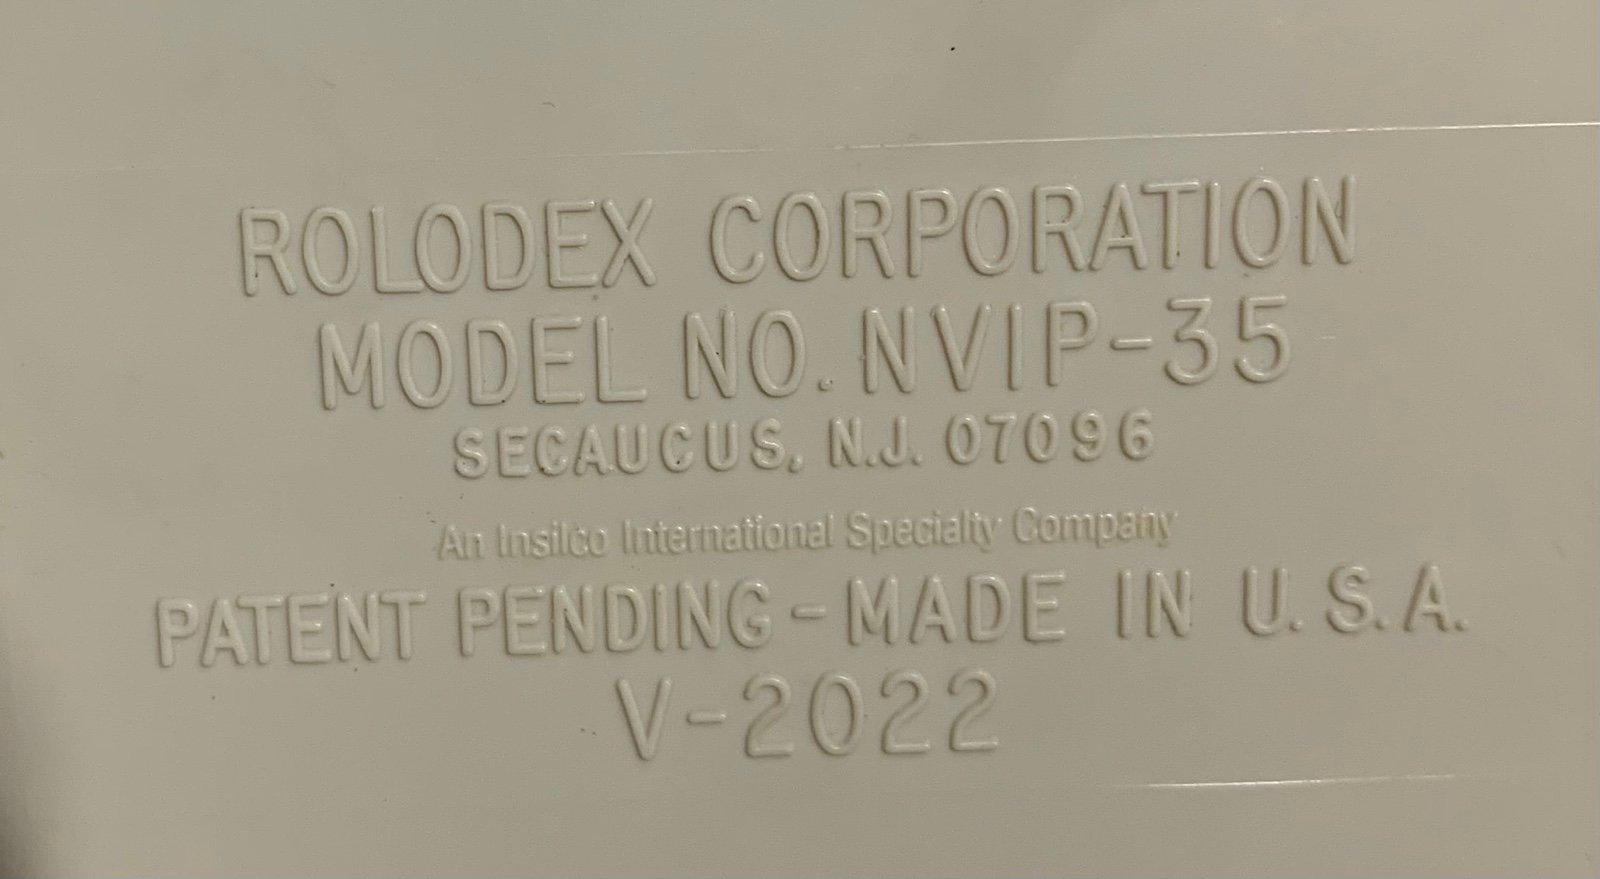 ROLODEX CORPORATION
MODEL NO. NVIP-35
SECAUCUS, N.J. 07096
An Insilco International Specialty Company
PATENT PENDING - MADE IN U.S.A.
V-2022